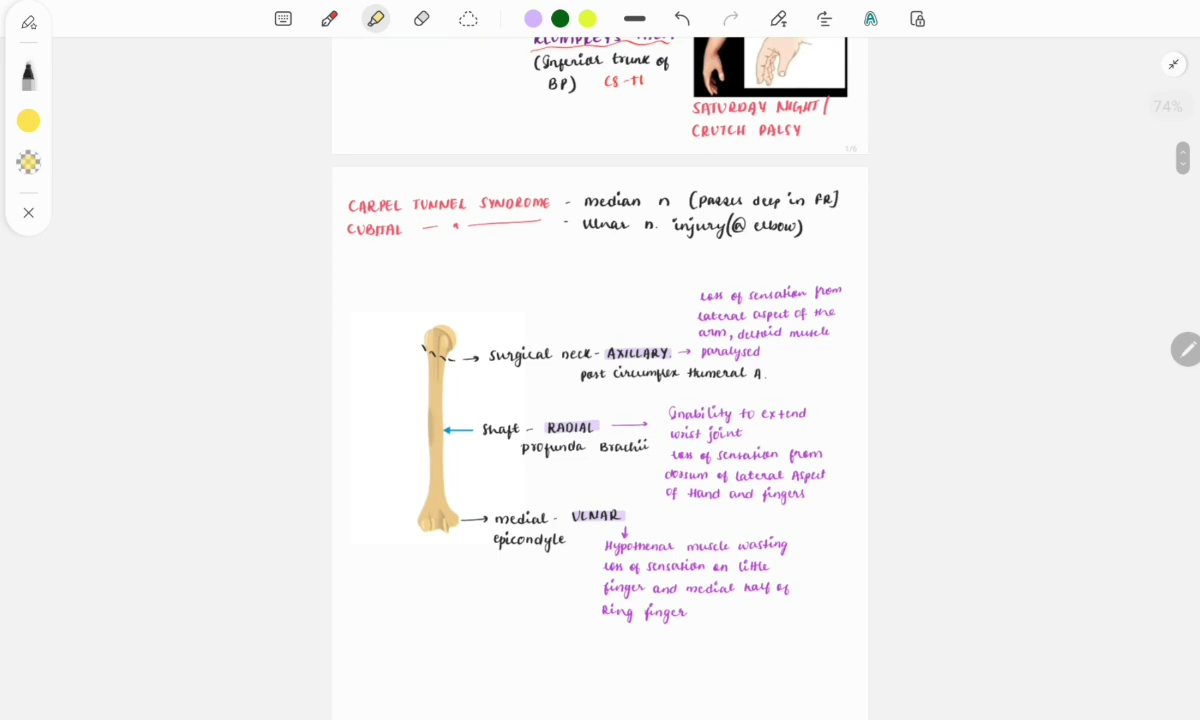 74%
(Inferior trunk of
BP) C8-T1
SATURDAY NIGHT/
CRUTCH PALSY
1/6
CARPEL TUNNEL SYNDROME - median n (passes deep in FR]
CUBITAL - Ulnar n. injury(@ elbow)
Loss of sensation from
lateral aspect of the
arm, deltoid muscle
paralysed
Surgical neck - AXILLARY
post circumflex Humeral A.
Shaft - RADIAL
profunda Brachii
Inability to extend
wrist joint
Loss of sensation from
dorsum of lateral Aspect
of Hand and fingers
medial - ULNAR
epicondyle
Hypothenar muscle wasting
loss of sensation on little
finger and medial half of
Ring finger